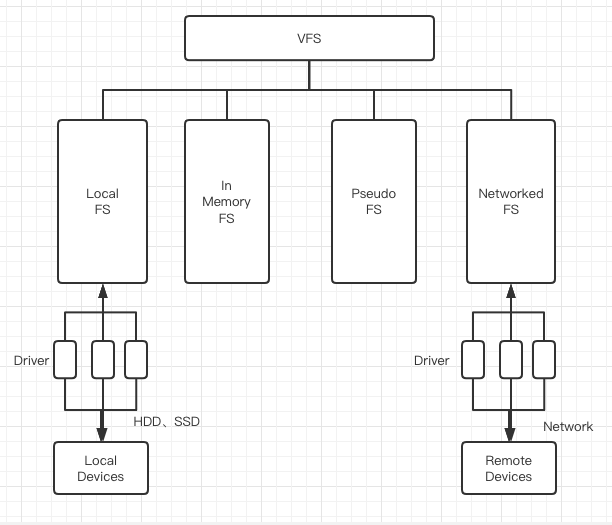 VFS
Local
FS
In
Memory
FS
Pseudo
FS
Networked
FS
Driver
Driver
HDD、SSD
Network
Local
Devices
Remote
Devices